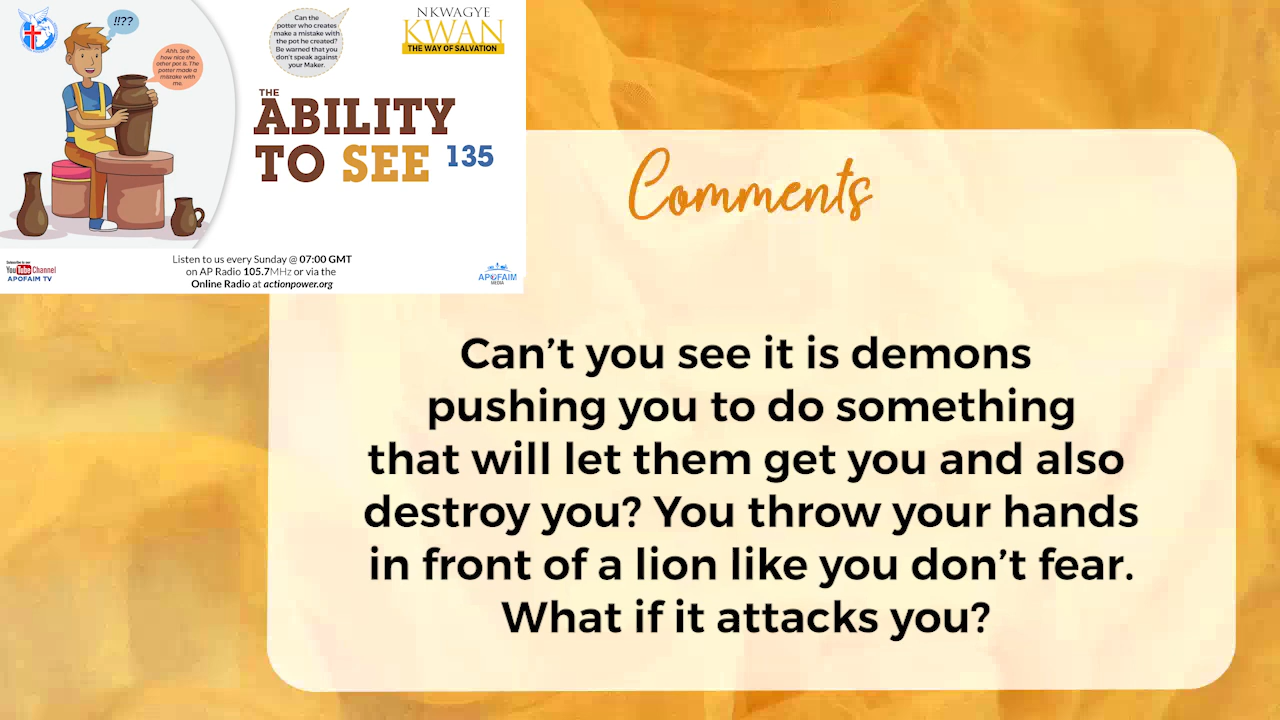 !!??
Ahh. See
how nice the
other pot is. The
potter made a
mistake with
me.
Can the
potter who creates
make a mistake with
the pot he created?
Be warned that you
don't speak against
your Maker.
NKWAGYE
KWAN
THE WAY OF SALVATION
THE
ABILITY
TO SEE 135
Subscribe to our
YouTube Channel
APOFAIM TV
Listen to us every Sunday @ 07:00 GMT
on AP Radio 105.7MHz or via the
Online Radio at actionpower.org
APOFAIM
MEDIA
Comments
Can’t you see it is demons
pushing you to do something
that will let them get you and also
destroy you? You throw your hands
in front of a lion like you don’t fear.
What if it attacks you?